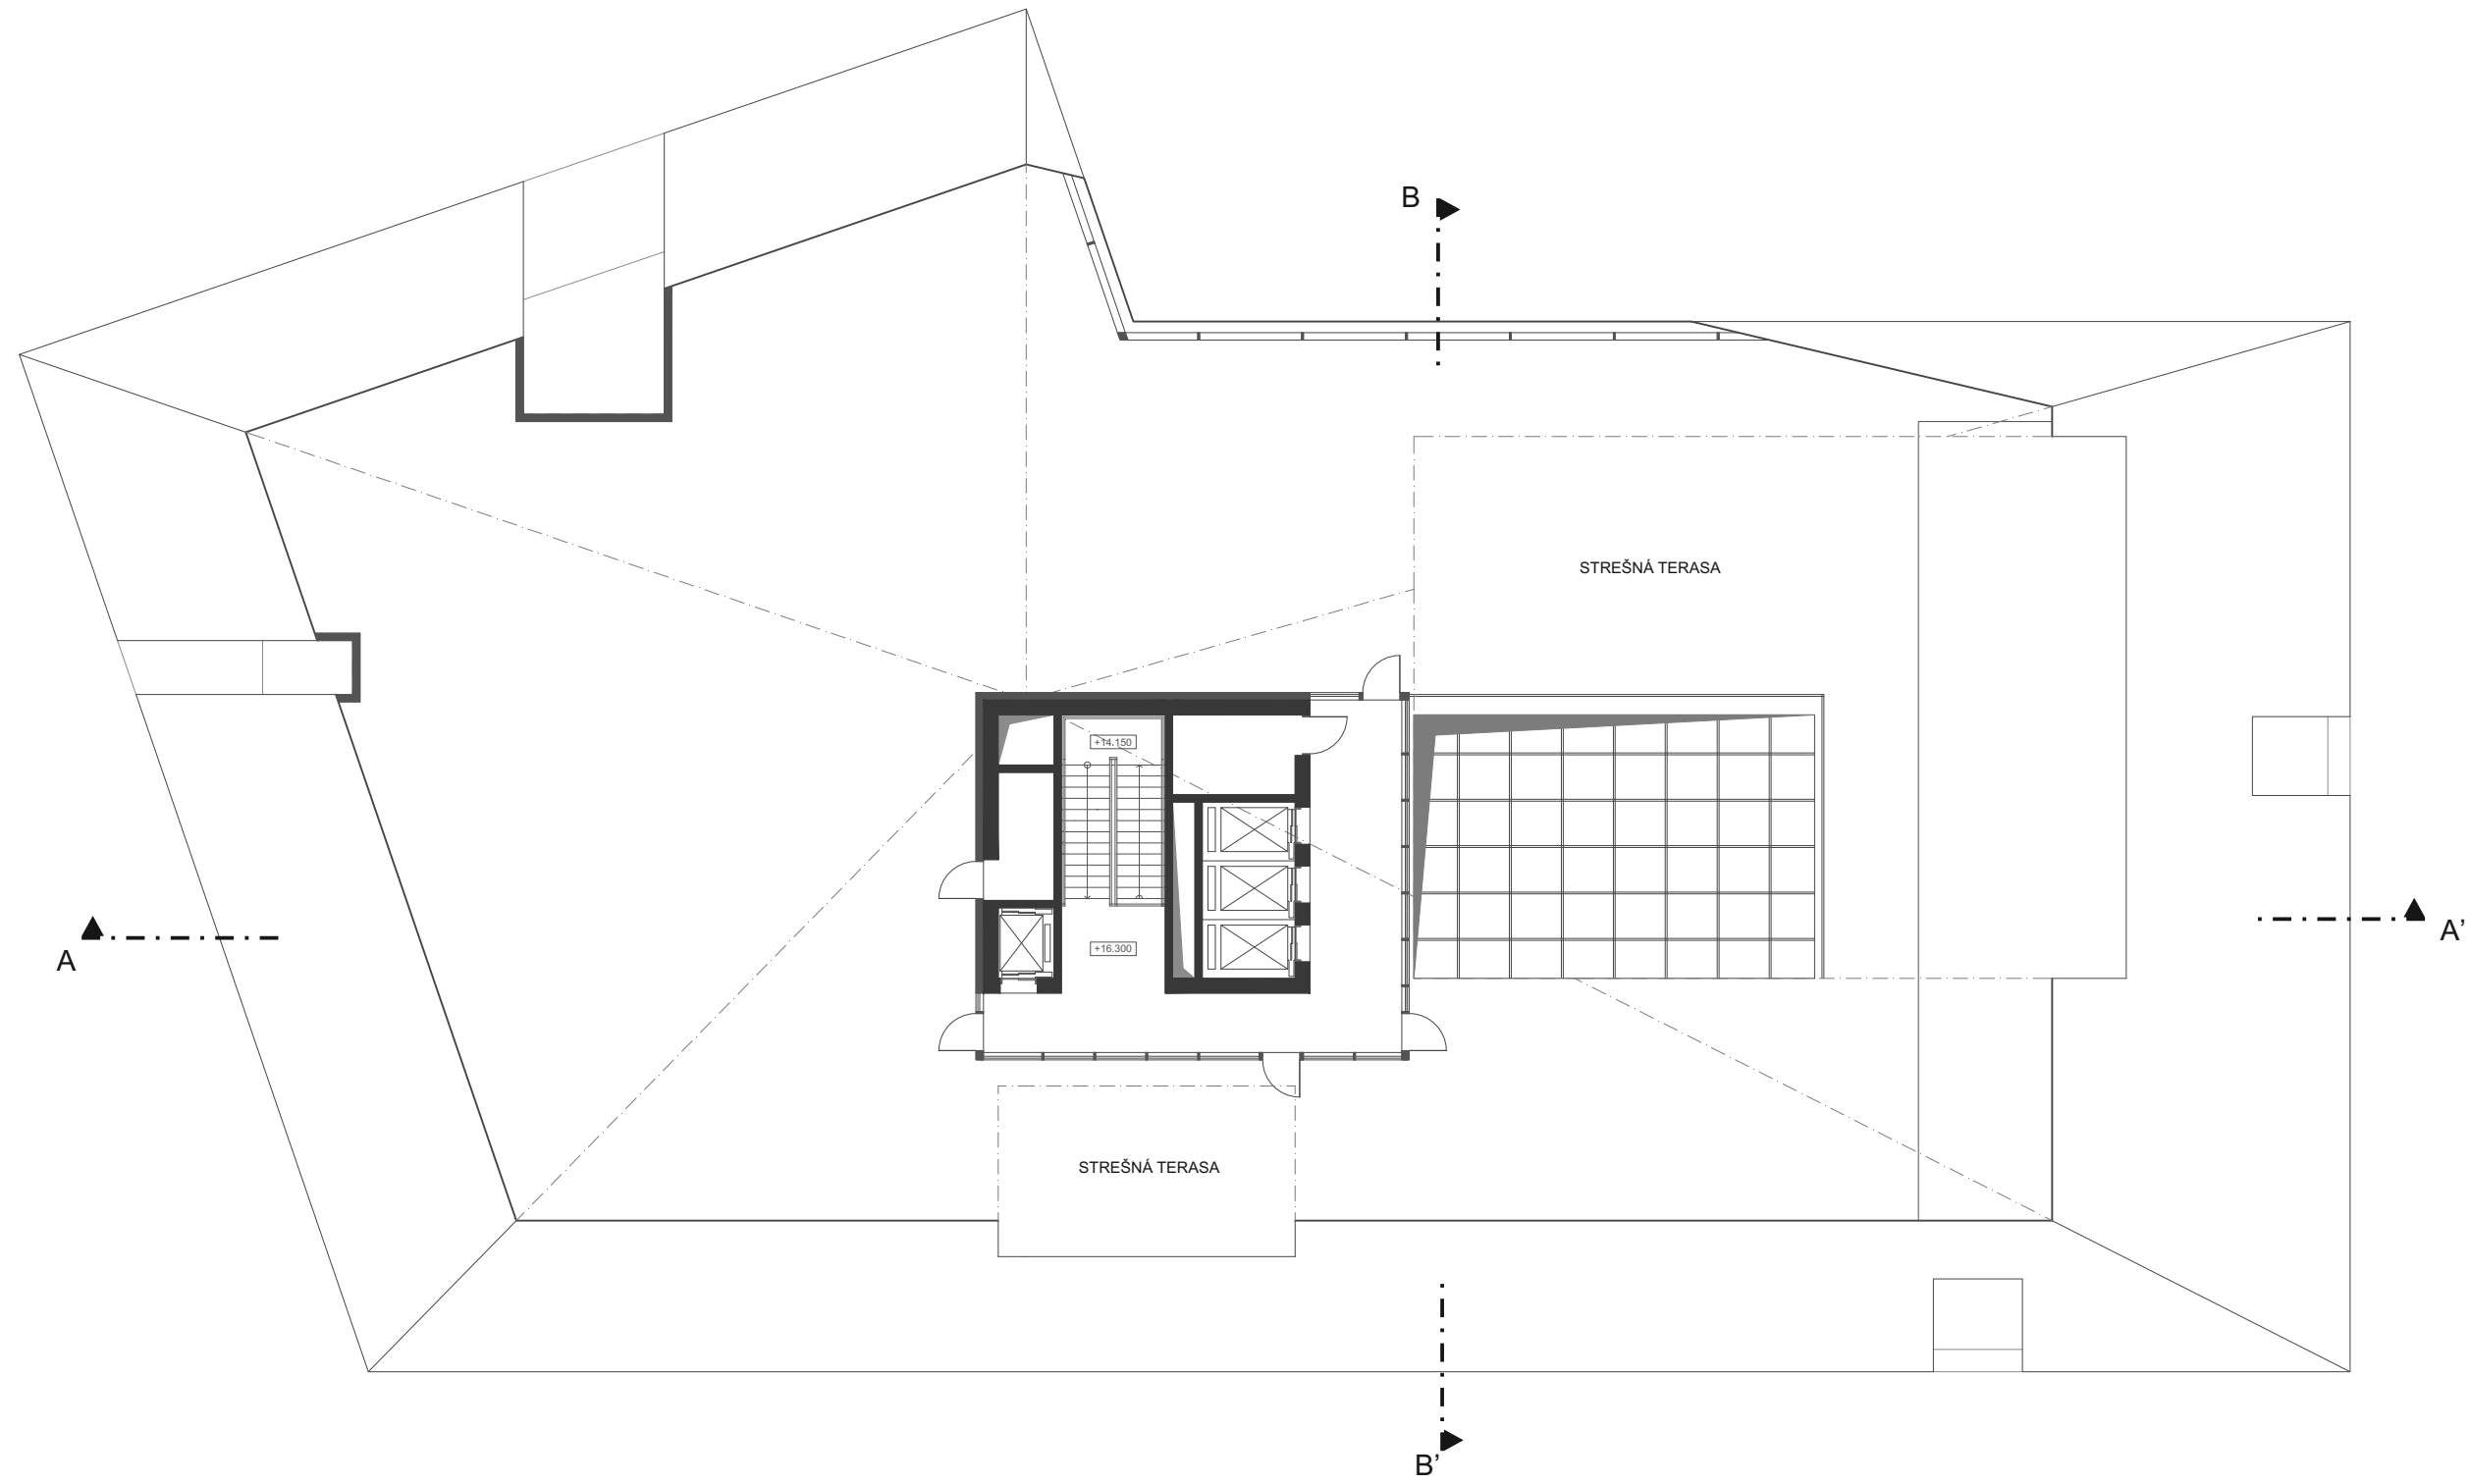 B
STREŠNÁ TERASA
+14.150
A
A’
+16.300
STREŠNÁ TERASA
B’